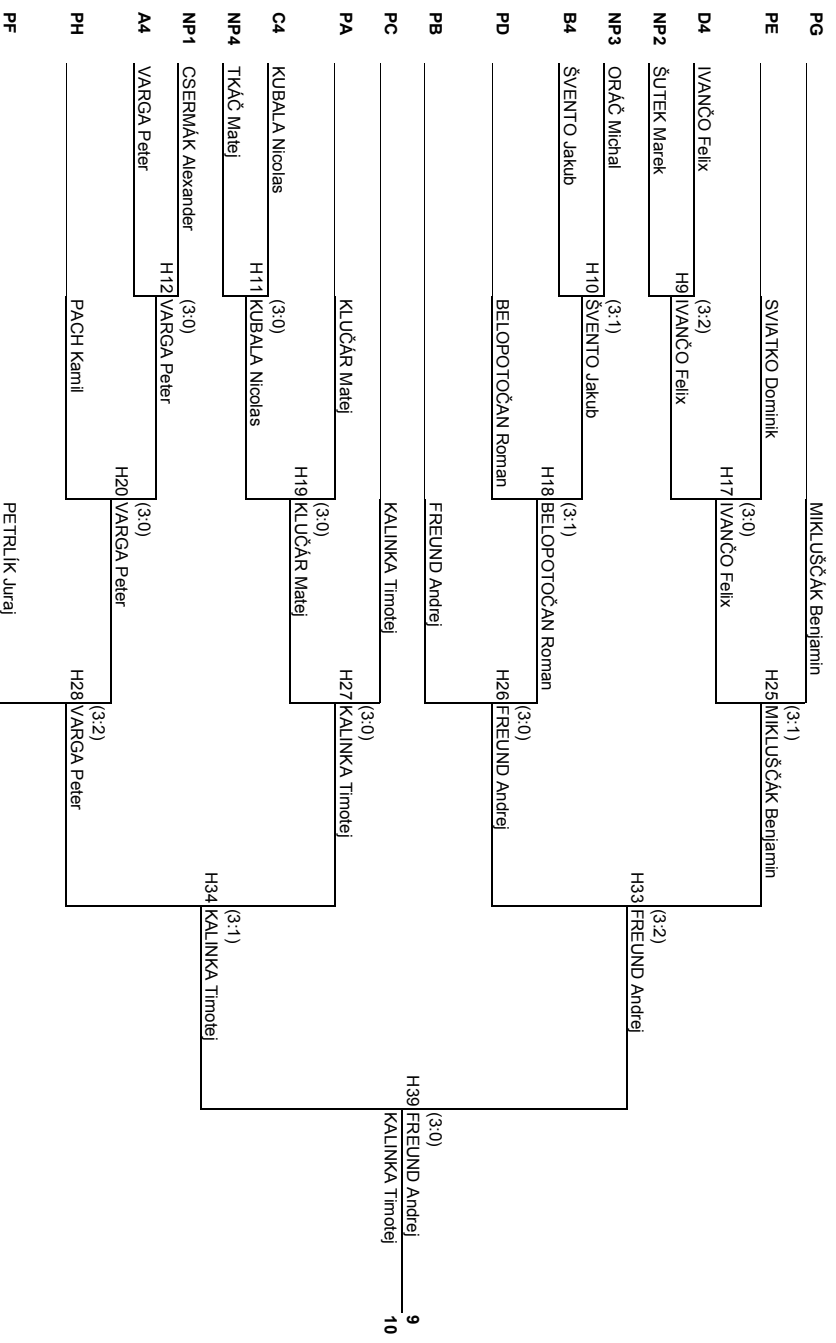 PG
MIKLUŠČÁK Benjamin
PE
SVIATKO Dominik
D4
IVANČO Felix
NP2
ŠUTEK Marek
H9
(3:2)
IVANČO Felix
H17
(3:0)
IVANČO Felix
H25
(3:1)
MIKLUŠČÁK Benjamin
NP3
ORÁČ Michal
B4
ŠVENTO Jakub
H10
(3:1)
ŠVENTO Jakub
PD
BELOPOTOČAN Roman
H18
(3:1)
BELOPOTOČAN Roman
PB
FREUND Andrej
H26
(3:0)
FREUND Andrej
H33
(3:2)
FREUND Andrej
PC
KALINKA Timotej
PA
KLUČÁR Matej
C4
KUBALA Nicolas
NP4
TKÁČ Matej
H11
(3:0)
KUBALA Nicolas
H19
(3:0)
KLUČÁR Matej
H27
(3:0)
KALINKA Timotej
NP1
CSERMÁK Alexander
A4
VARGA Peter
H12
(3:0)
VARGA Peter
PH
PACH Kamil
H20
(3:0)
VARGA Peter
PF
PETRLÍK Juraj
H28
(3:2)
VARGA Peter
H34
(3:1)
KALINKA Timotej
H39
(3:0)
FREUND Andrej
KALINKA Timotej
9
10